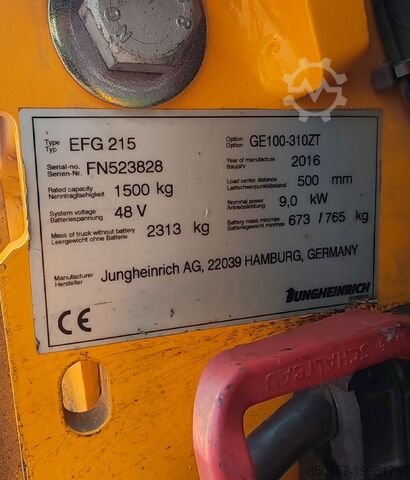 8
Type
Typ
EFG 215
Option
Option
GE100-310ZT
Serial-no.
Serien-Nr.
FN523828
Year of manufacture
Baujahr
2016
Rated capacity
Nenntragfaehigkeit
1500 kg
Load center distance
Lastschwerpunktabstand
500 mm
System voltage
Batteriespannung
48 V
Nominal power
Antriebsleistung
9,0 kW
Mass of truck without battery
Leergewicht ohne Batterie
2313 kg
Battery mass min/max
Batteriegewicht min/max
673 / 765 kg
Manufacturer
Hersteller
Jungheinrich AG, 22039 HAMBURG, GERMANY
CE
JUNGHEINRICH
SCHALTBAU